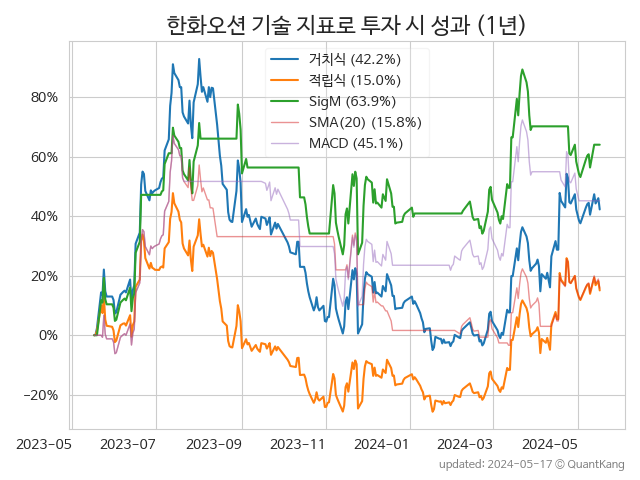 한화오션 기술 지표로 투자 시 성과 (1년)
거치식 (42.2%)
적립식 (15.0%)
SigM (63.9%)
SMA(20) (15.8%)
MACD (45.1%)
80%
60%
40%
20%
0%
−20%
2023−05
2023−07
2023−09
2023−11
2024−01
2024−03
2024−05
updated: 2024−05−17 © QuantKang